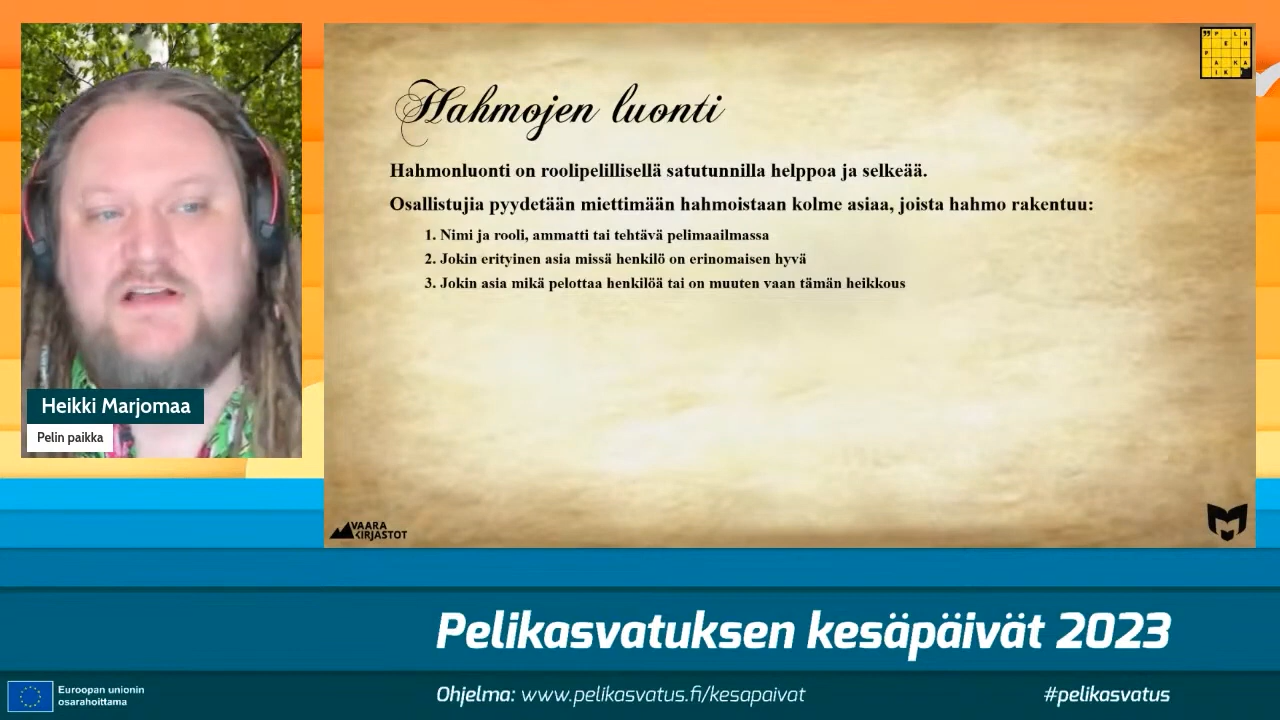 Hahmojen luonti
Hahmonluonti on roolipelillisellä satutunnilla helppoa ja selkeää.
Osallistujia pyydetään miettimään hahmoistaan kolme asiaa, joista hahmo rakentuu:
1. Nimi ja rooli, ammatti tai tehtävä pelimaailmassa
2. Jokin erityinen asia missä henkilö on erinomaisen hyvä
3. Jokin asia mikä pelottaa henkilöä tai on muuten vaan tämän heikkous
" P L I
E N
P
A K A
I K
Heikki Marjomaa
Pelin paikka
VAARA
KIRJASTOT
Pelikasvatuksen kesäpäivät 2023
Euroopan unionin
osarahoittama
Ohjelma: www.pelikasvatus.fi/kesapaivat
#pelikasvatus